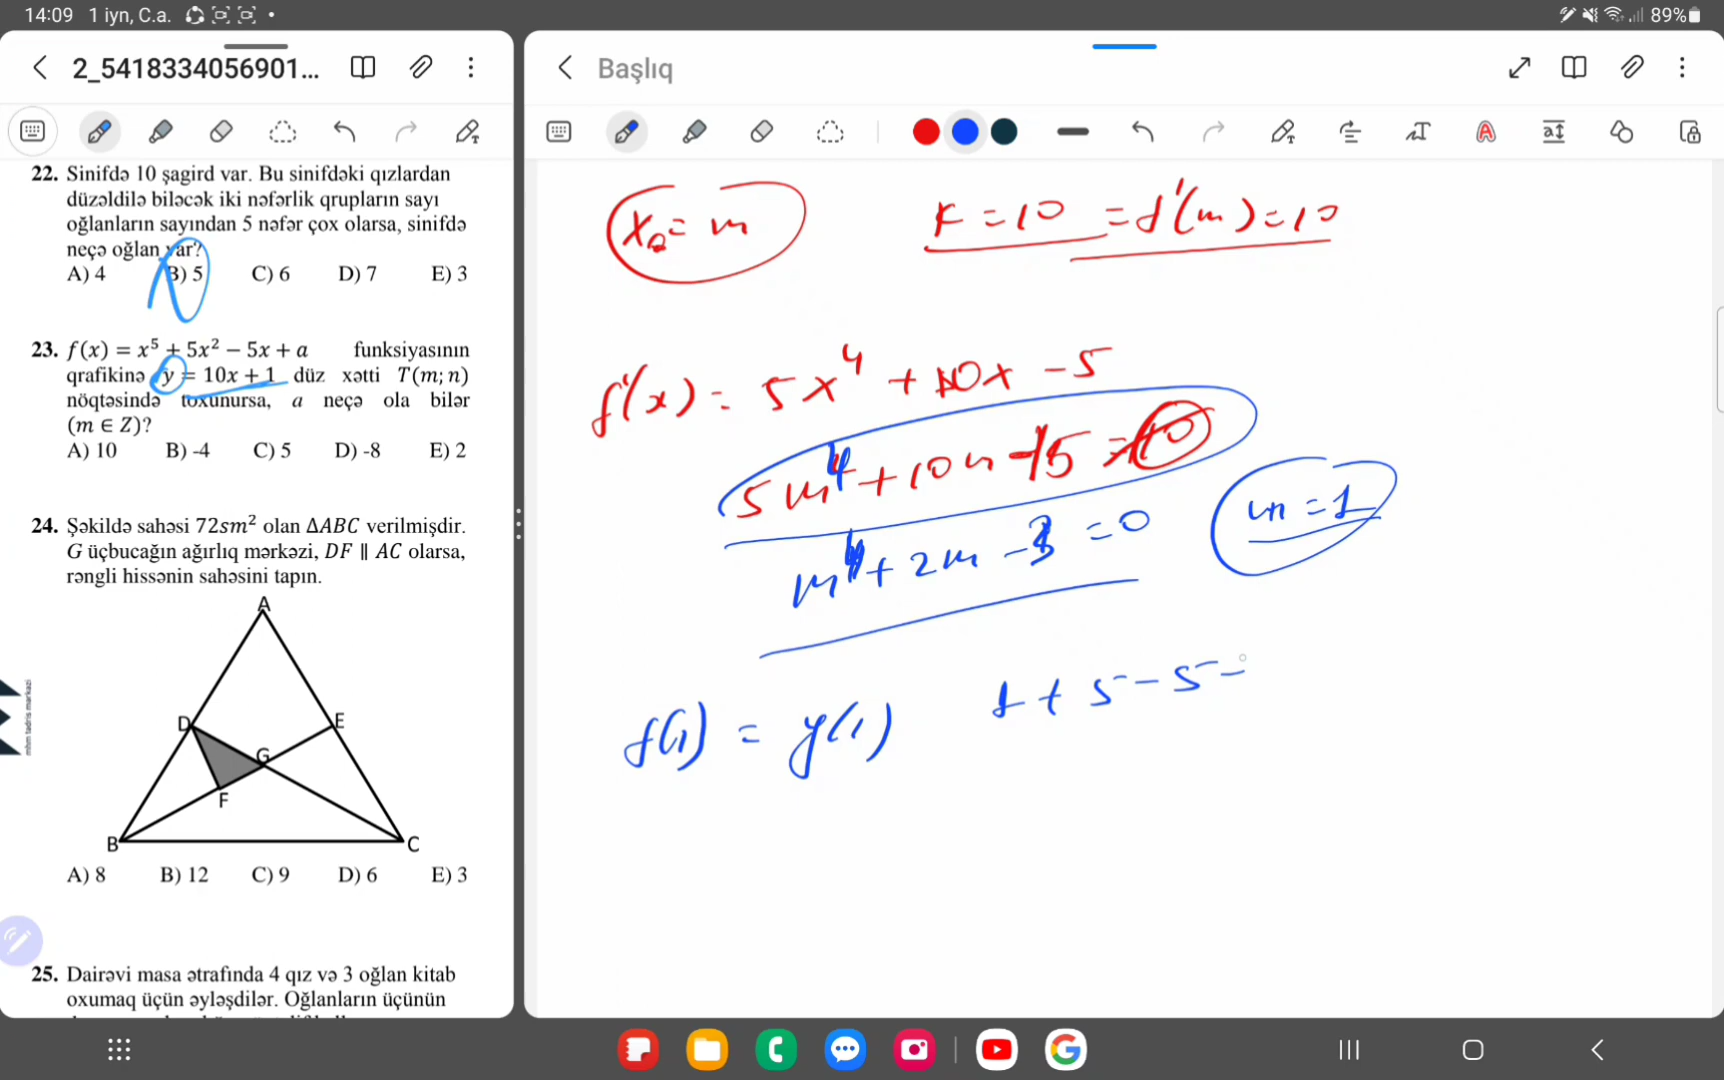 14:09 1 iyn, C.a.
89%
2_5418334056901...
Başlıq
22. Sinifdə 10 şagird var. Bu sinifdəki qızlardan
düzəldilə biləcək iki nəfərlik qrupların sayı
oğlanların sayından 5 nəfər çox olarsa, sinifdə
neçə oğlan var?
A) 4 B) 5 C) 6 D) 7 E) 3
23. f(x) = x⁵ + 5x² − 5x + a funksiyasının
qrafikinə y = 10x + 1 düz xətti T(m; n)
nöqtəsində toxunursa, a neçə ola bilər
(m ∈ Z)?
A) 10 B) -4 C) 5 D) -8 E) 2
24. Şəkildə sahəsi 72sm² olan ΔABC verilmişdir.
G üçbucağın ağırlıq mərkəzi, DF ∥ AC olarsa,
rəngli hissənin sahəsini tapın.
A
D
E
G
F
B
C
A) 8 B) 12 C) 9 D) 6 E) 3
25. Dairəvi masa ətrafında 4 qız və 3 oğlan kitab
oxumaq üçün əyləşdilər. Oğlanların üçünün
x₀ = m
k = 10 = f'(m) = 10
f'(x) = 5x⁴ + 10x − 5
5m⁴ + 10m − 15 = 10
m⁴ + 2m − 3 = 0
m = 1
f(1) = y(1)
1 + 5 − 5 −